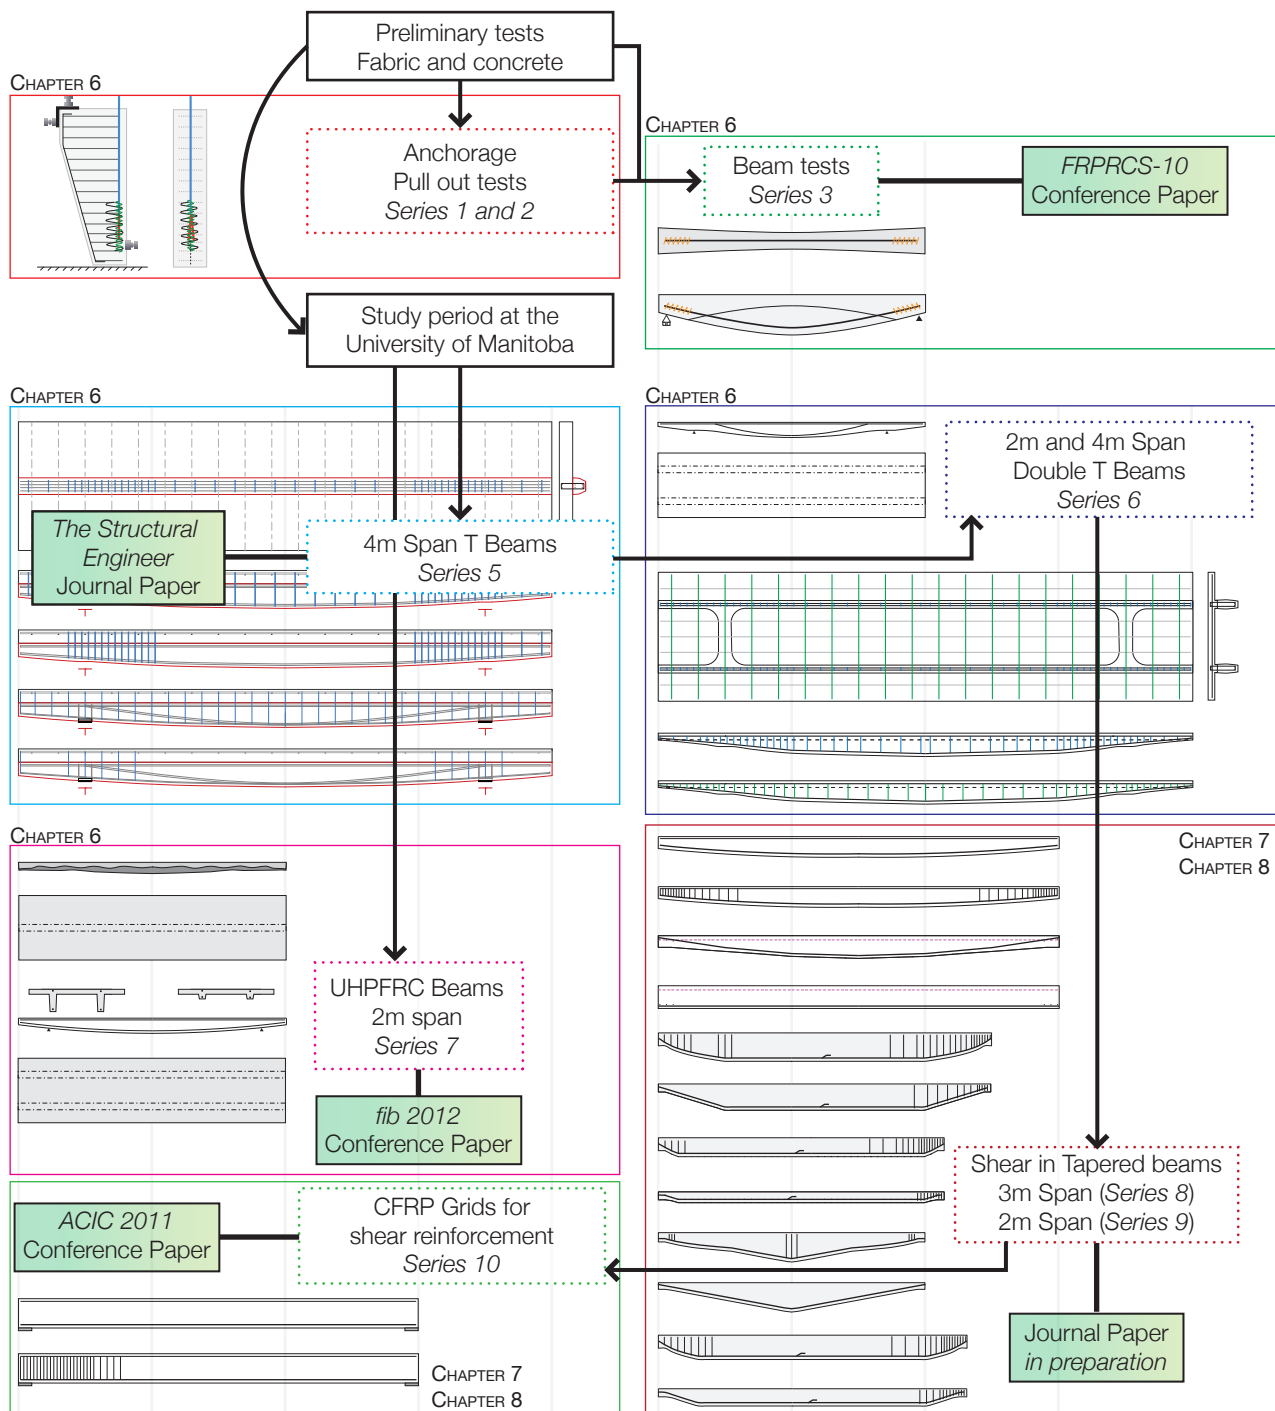 Preliminary tests
Fabric and concrete
CHAPTER 6
Anchorage
Pull out tests
Series 1 and 2
CHAPTER 6
Beam tests
Series 3
FRPRCS-10
Conference Paper
Study period at the
University of Manitoba
CHAPTER 6
The Structural
Engineer
Journal Paper
4m Span T Beams
Series 5
CHAPTER 6
2m and 4m Span
Double T Beams
Series 6
CHAPTER 6
UHPFRC Beams
2m span
Series 7
fib 2012
Conference Paper
CHAPTER 7
CHAPTER 8
Shear in Tapered beams
3m Span (Series 8)
2m Span (Series 9)
Journal Paper
in preparation
ACIC 2011
Conference Paper
CFRP Grids for
shear reinforcement
Series 10
CHAPTER 7
CHAPTER 8